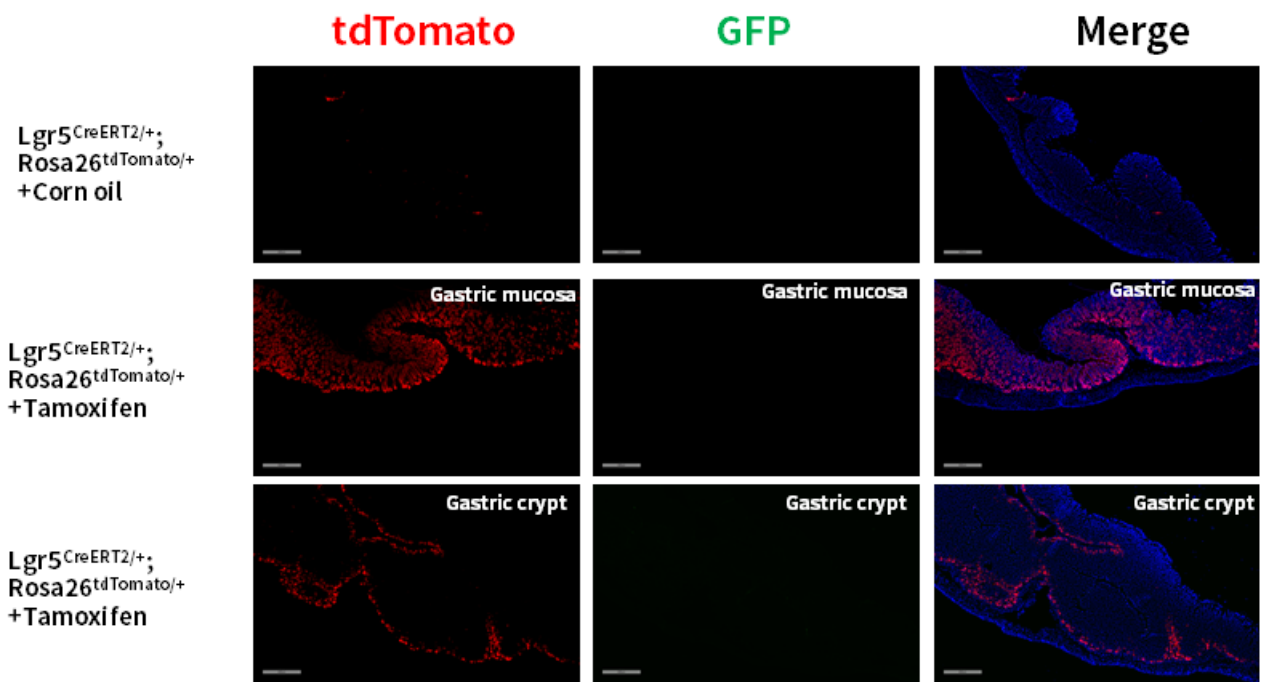 tdTomato GFP Merge
Lgr5CreERT2/+;
Rosa26tdTomato/+
+Corn oil
Gastric mucosa Gastric mucosa Gastric mucosa
Lgr5CreERT2/+;
Rosa26tdTomato/+
+Tamoxifen
Gastric crypt Gastric crypt Gastric crypt
Lgr5CreERT2/+;
Rosa26tdTomato/+
+Tamoxifen